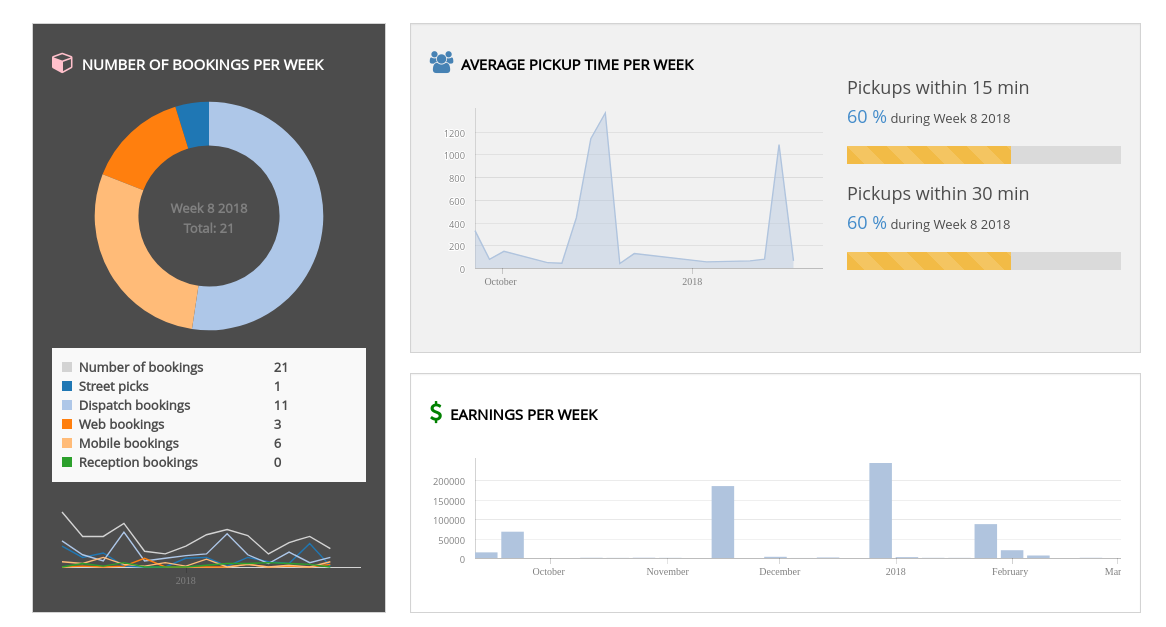 NUMBER OF BOOKINGS PER WEEK
Week 8 2018
Total: 21
Number of bookings 21
Street picks 1
Dispatch bookings 11
Web bookings 3
Mobile bookings 6
Reception bookings 0
2018
AVERAGE PICKUP TIME PER WEEK
1200
1000
800
600
400
200
0
October 2018
Pickups within 15 min
60 % during Week 8 2018
Pickups within 30 min
60 % during Week 8 2018
$ EARNINGS PER WEEK
200000
150000
100000
50000
0
October November December 2018 February Mar